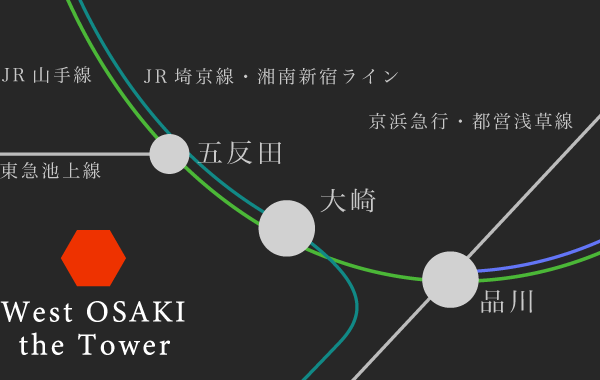 JR 山手線
JR 埼京線・湘南新宿ライン
京浜急行・都営浅草線
五反田
東急池上線
大崎
品川
West OSAKI
the Tower